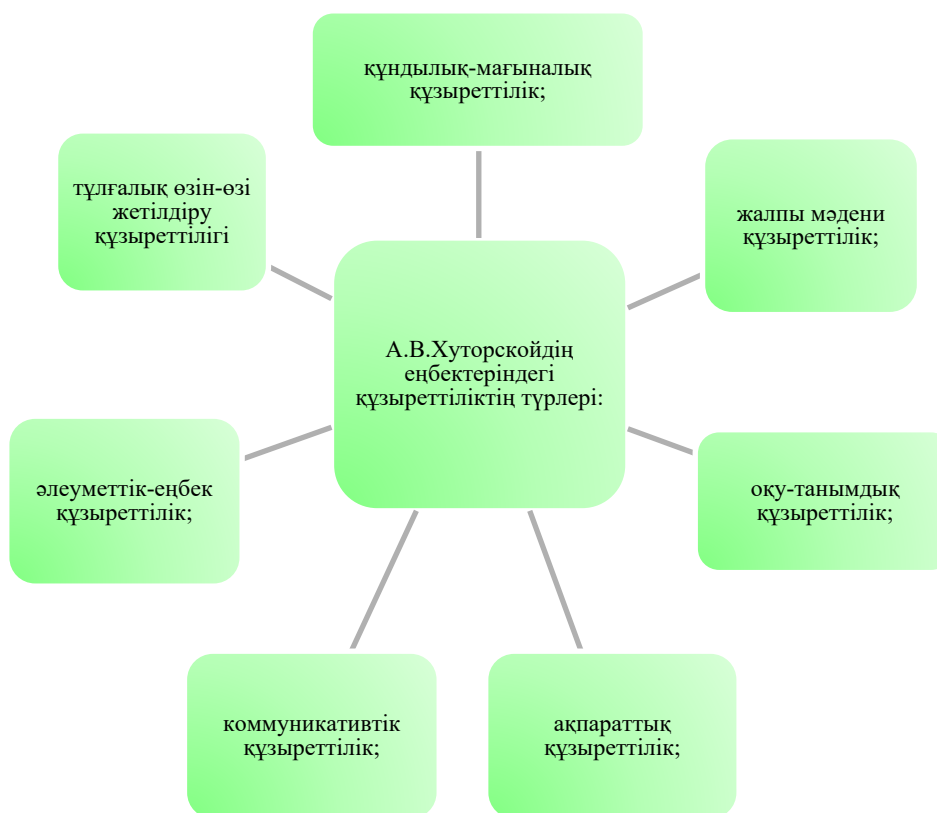 құндылық-мағыналық
құзыреттілік;
жалпы мәдени
құзыреттілік;
оқу-танымдық
құзыреттілік;
ақпараттық
құзыреттілік;
коммуникативтік
құзыреттілік;
әлеуметтік-еңбек
құзыреттілік;
тұлғалық өзін-өзі
жетілдіру
құзыреттілігі
А.В.Хуторскойдің
еңбектеріндегі
құзыреттіліктің түрлері: